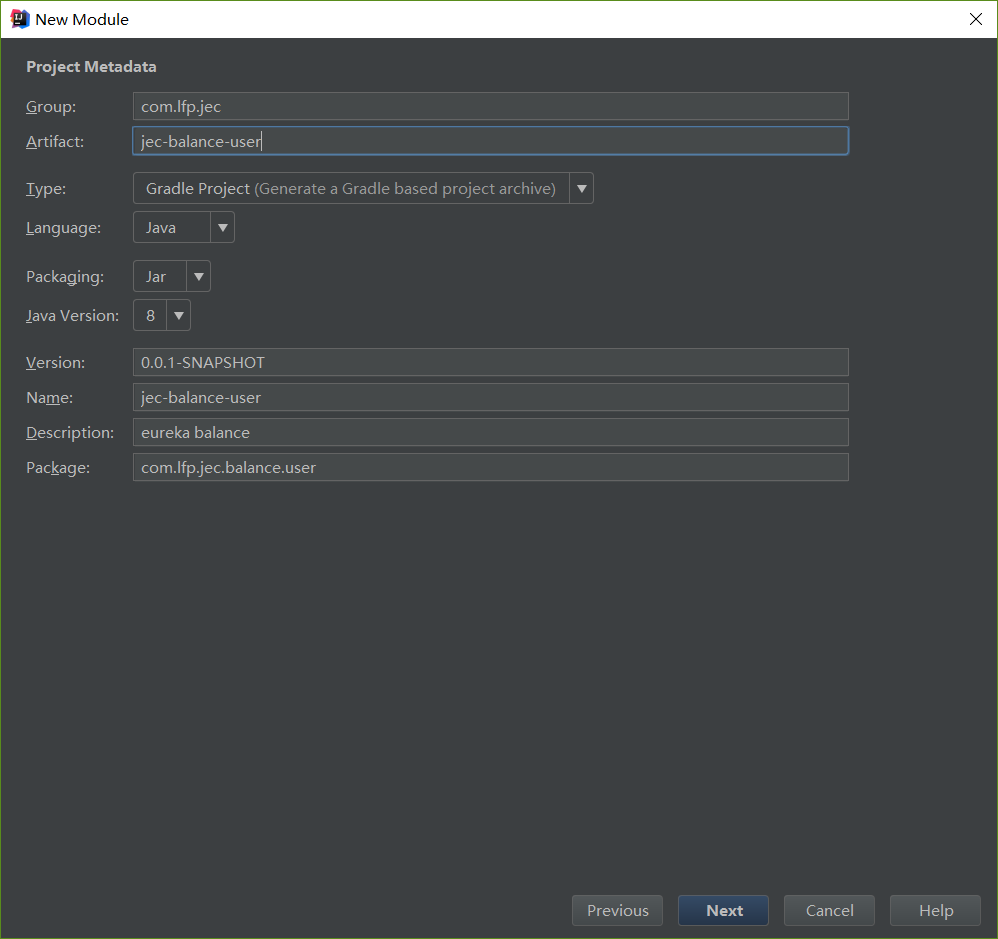 New Module
Project Metadata
Group: com.lfp.jec
Artifact: jec-balance-user
Type: Gradle Project (Generate a Gradle based project archive)
Language: Java
Packaging: Jar
Java Version: 8
Version: 0.0.1-SNAPSHOT
Name: jec-balance-user
Description: eureka balance
Package: com.lfp.jec.balance.user
Previous Next Cancel Help